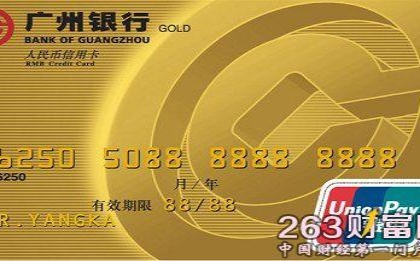 广州银行 GOLD
BANK OF GUANGZHOU
人民币信用卡
RMB Credit Card
6250 5088 8888 8888
6250
月/年
有效期限 88/88
R.YANGKA
UnionPay
263财富
中国财经第一门